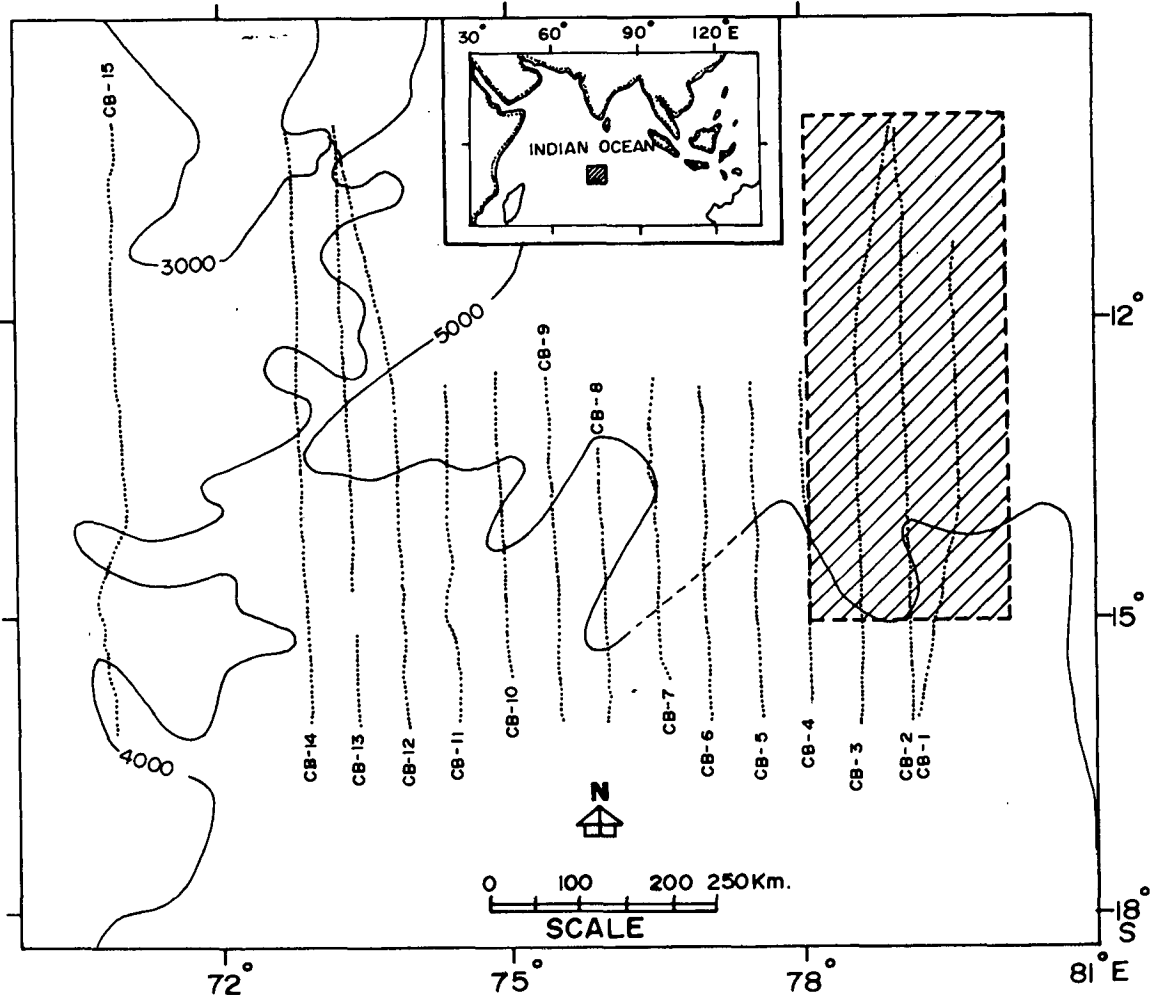 30° 60° 90° 120°E
INDIAN OCEAN
CB-15
3000
5000
CB-9
CB-8
12°
15°
CB-10
CB-7
CB-14
CB-13
CB-12
CB-11
CB-6
CB-5
CB-4
CB-3
CB-2
CB-1
4000
N
0 100 200 250Km.
SCALE
18°
S
72° 75° 78° 81°E